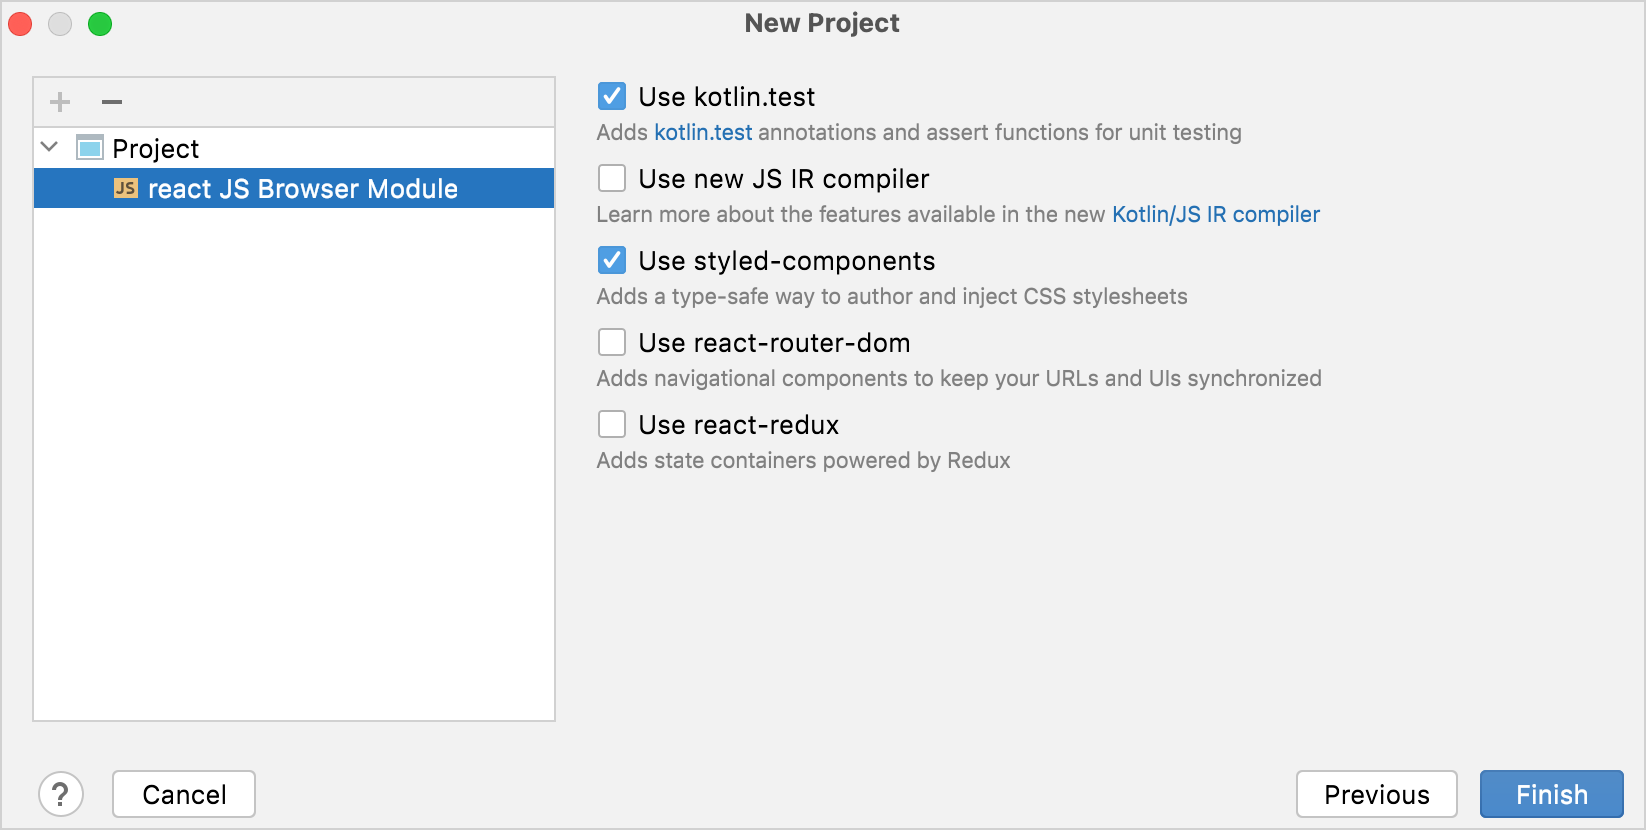 New Project
Project
JS react JS Browser Module
Use kotlin.test
Adds kotlin.test annotations and assert functions for unit testing
Use new JS IR compiler
Learn more about the features available in the new Kotlin/JS IR compiler
Use styled-components
Adds a type-safe way to author and inject CSS stylesheets
Use react-router-dom
Adds navigational components to keep your URLs and UIs synchronized
Use react-redux
Adds state containers powered by Redux
? Cancel Previous Finish